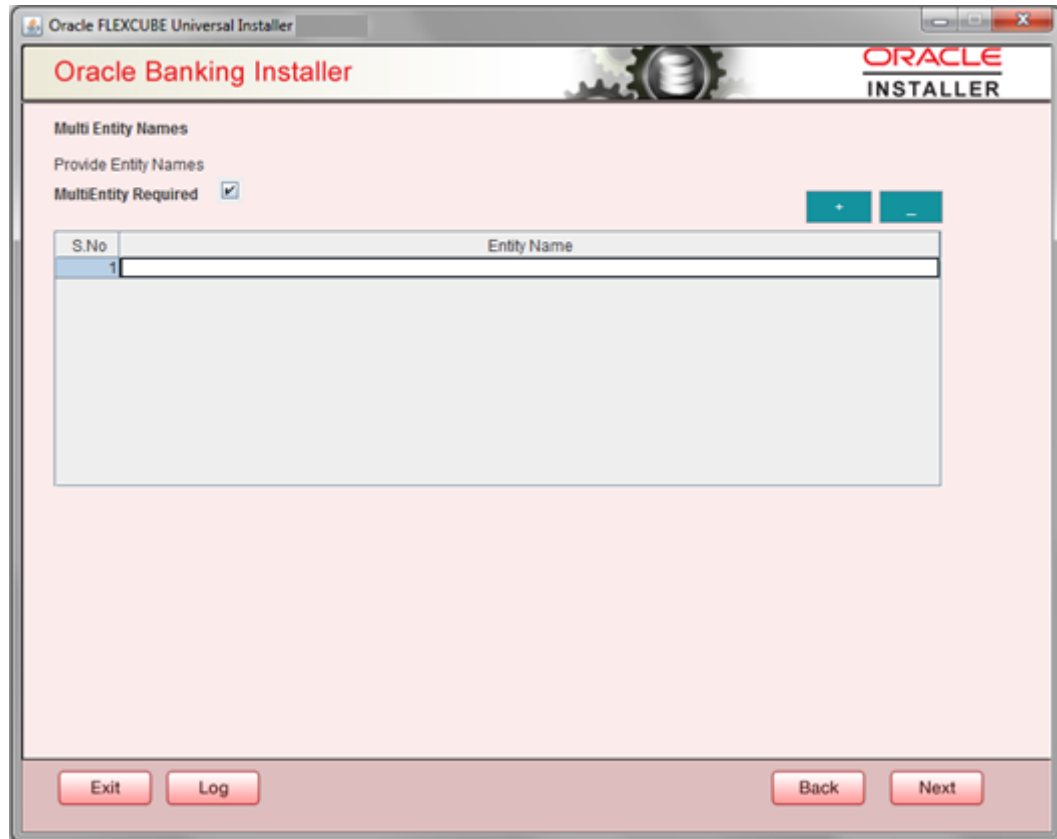 Oracle FLEXCUBE Universal Installer
Oracle Banking Installer
ORACLE
INSTALLER
Multi Entity Names
Provide Entity Names
MultiEntity Required
+ _
S.No Entity Name
1
Exit Log Back Next